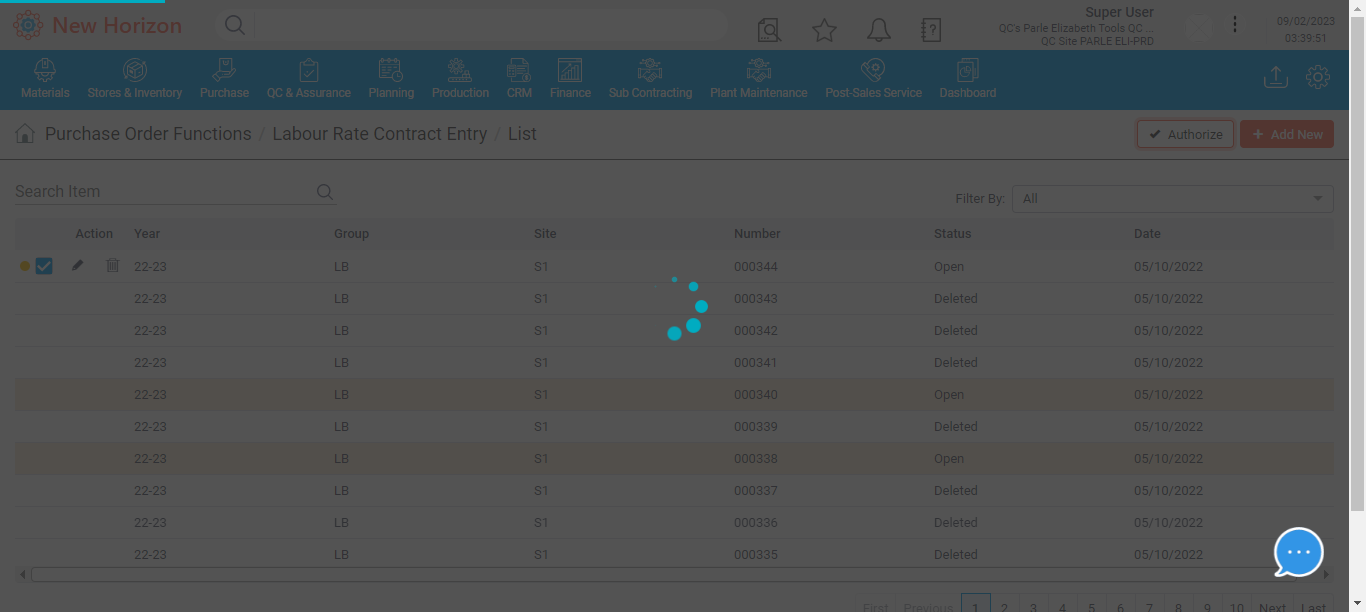 New Horizon
Super User
QC's Parle Elizabeth Tools QC ...
QC Site PARLE ELI-PRD
09/02/2023
03:39:51
Materials Stores & Inventory Purchase QC & Assurance Planning Production CRM Finance Sub Contracting Plant Maintenance Post-Sales Service Dashboard
Purchase Order Functions / Labour Rate Contract Entry / List
Authorize + Add New
Search Item
Filter By: All
Action Year Group Site Number Status Date
22-23 LB S1 000344 Open 05/10/2022
22-23 LB S1 000343 Deleted 05/10/2022
22-23 LB S1 000342 Deleted 05/10/2022
22-23 LB S1 000341 Deleted 05/10/2022
22-23 LB S1 000340 Open 05/10/2022
22-23 LB S1 000339 Deleted 05/10/2022
22-23 LB S1 000338 Open 05/10/2022
22-23 LB S1 000337 Deleted 05/10/2022
22-23 LB S1 000336 Deleted 05/10/2022
22-23 LB S1 000335 Deleted 05/10/2022
First Previous 1 2 3 4 5 6 7 8 9 10 Next Last